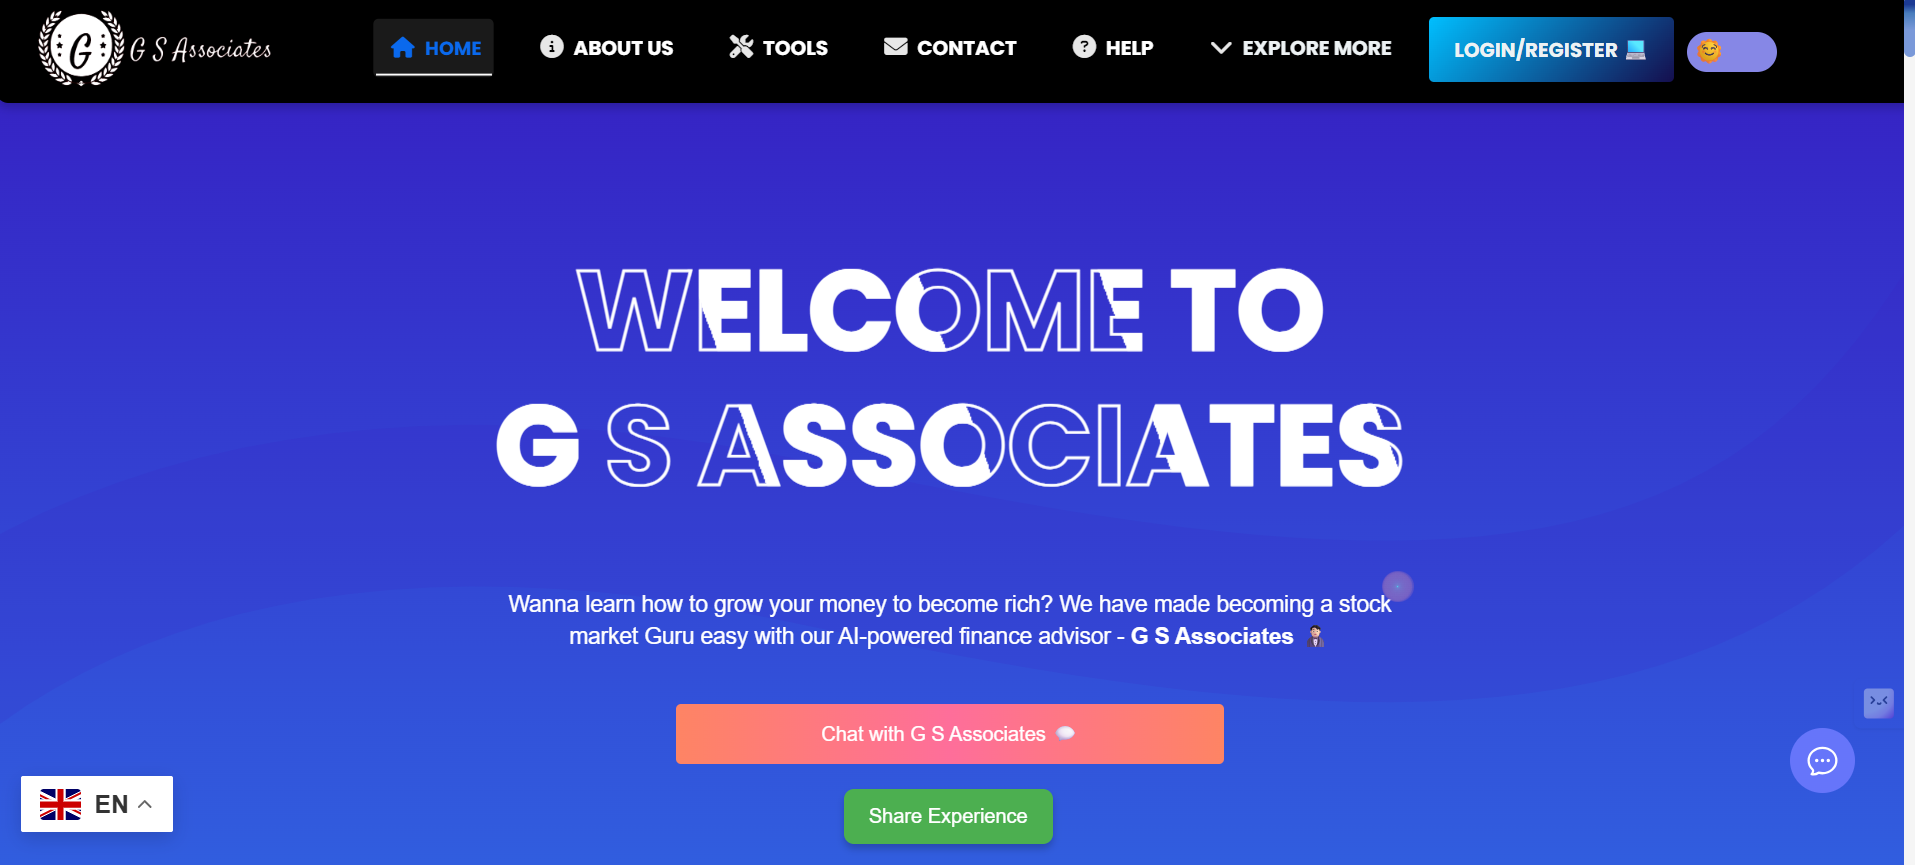 G
G S Associates
HOME
ABOUT US
TOOLS
CONTACT
HELP
EXPLORE MORE
LOGIN/REGISTER
WELCOME TO
G S ASSOCIATES
Wanna learn how to grow your money to become rich? We have made becoming a stock
market Guru easy with our AI-powered finance advisor - G S Associates
Chat with G S Associates
Share Experience
EN